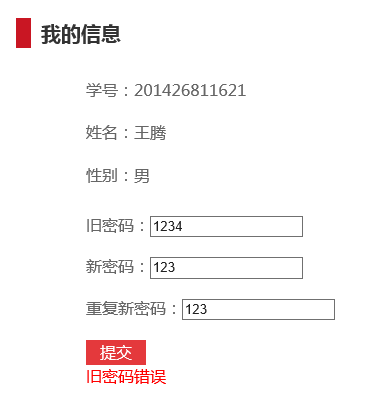 我的信息
学号：201426811621
姓名：王腾
性别：男
旧密码：1234
新密码：123
重复新密码：123
提交
旧密码错误